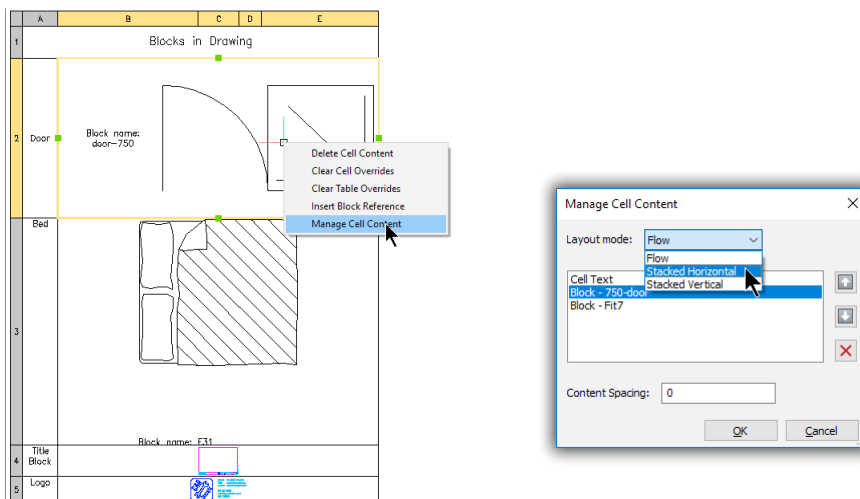 A B C D E
1 Blocks in Drawing
2 Door
Block name:
door-750
Delete Cell Content
Clear Cell Overrides
Clear Table Overrides
Insert Block Reference
Manage Cell Content
Bed
3
Block name: F31
4 Title
Block
5 Logo
Manage Cell Content
Layout mode: Flow
Flow
Stacked Horizontal
Stacked Vertical
Cell Text
Block - 750-door
Block - Fit7
Content Spacing: 0
OK Cancel